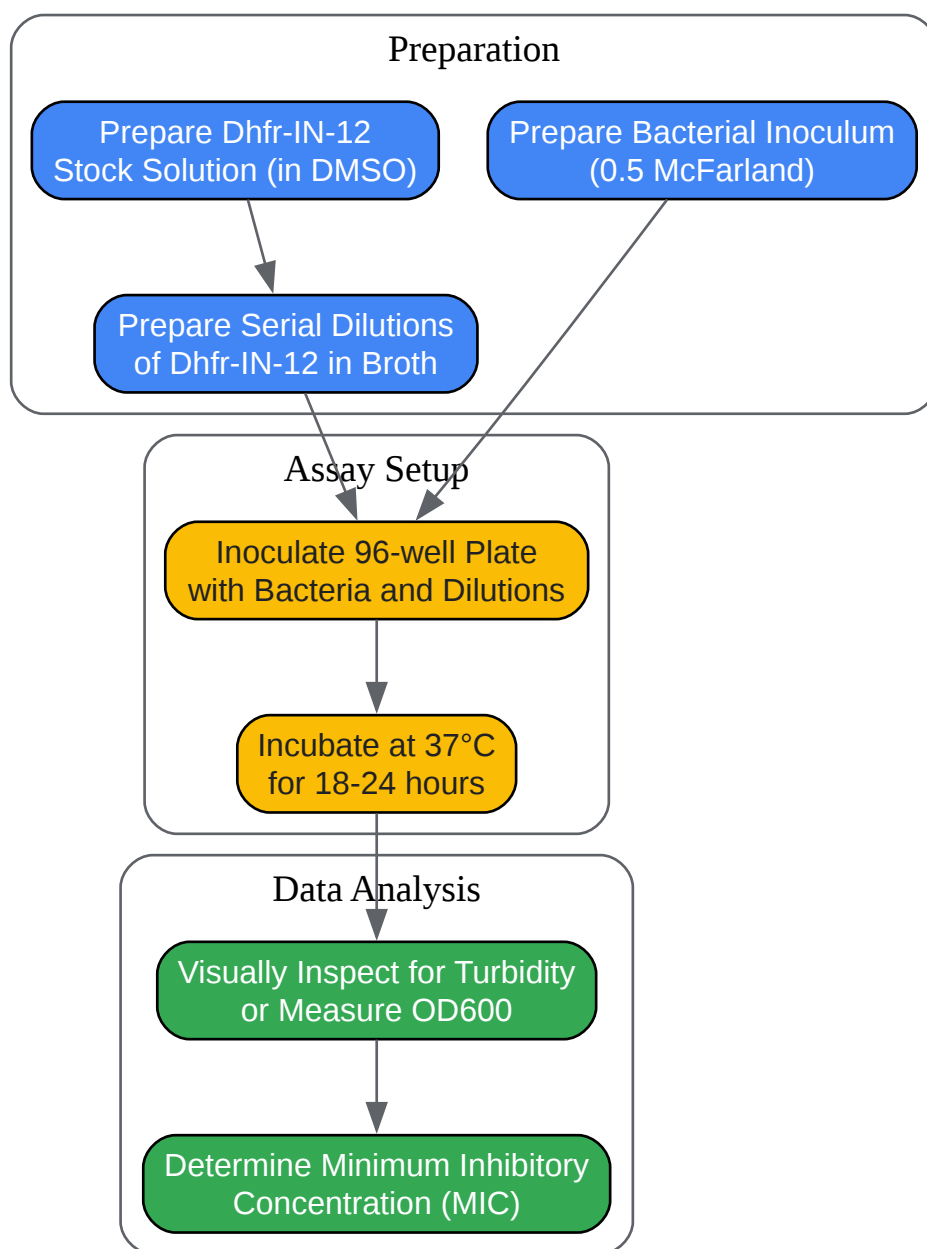 Preparation
Prepare Dhfr-IN-12
Stock Solution (in DMSO)
Prepare Bacterial Inoculum
(0.5 McFarland)
Prepare Serial Dilutions
of Dhfr-IN-12 in Broth
Assay Setup
Inoculate 96-well Plate
with Bacteria and Dilutions
Incubate at 37°C
for 18-24 hours
Data Analysis
Visually Inspect for Turbidity
or Measure OD600
Determine Minimum Inhibitory
Concentration (MIC)